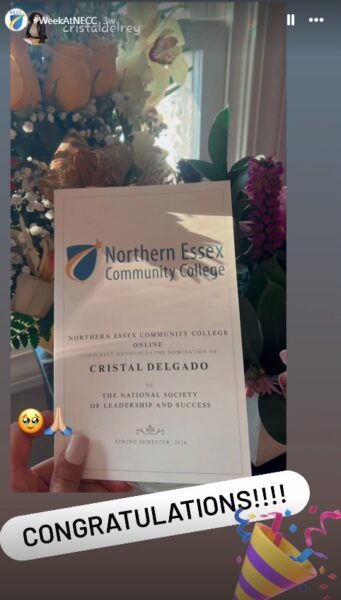 #WeekAtNECC 3w
cristaldelrey
Northern Essex
Community College
NORTHERN ESSEX COMMUNITY COLLEGE
ONLINE
CORDIALLY ANNOUNCES THE NOMINATION OF
CRISTAL DELGADO
TO
THE NATIONAL SOCIETY
OF LEADERSHIP AND SUCCESS
SPRING SEMESTER, 2024
CONGRATULATIONS!!!!